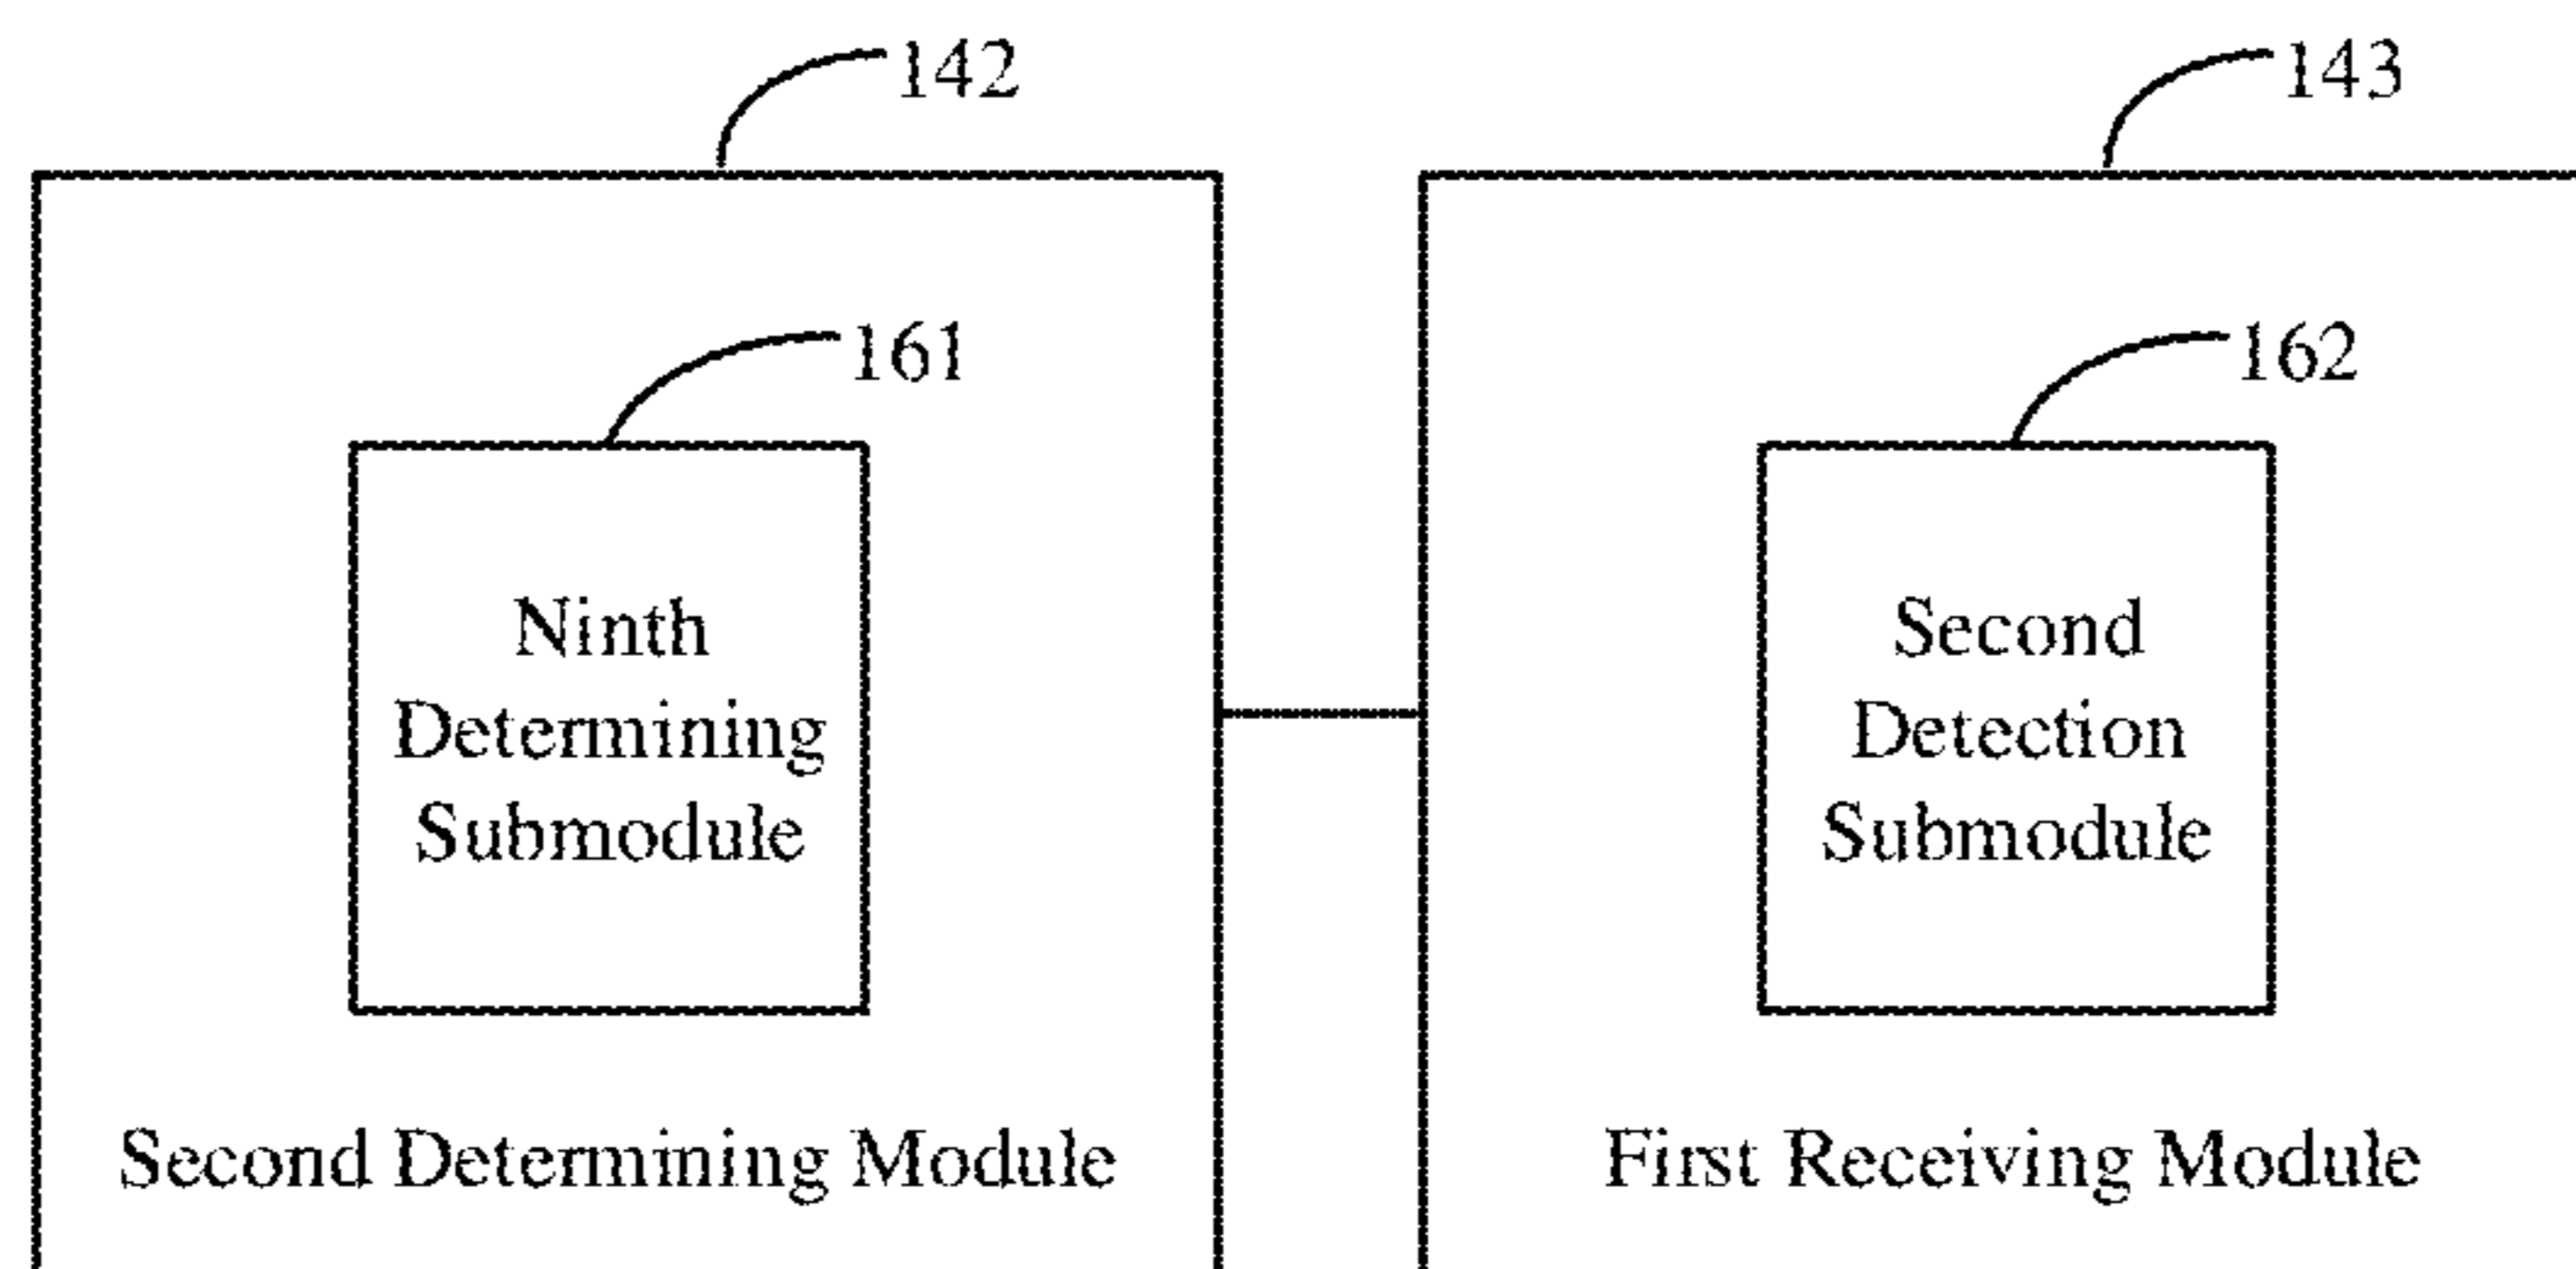 142
143
161
162
Ninth
Determining
Submodule
Second
Detection
Submodule
Second Determining Module
First Receiving Module